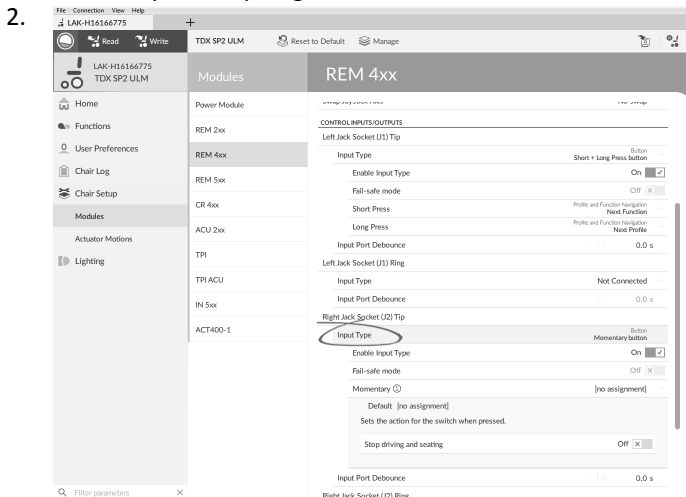 2.
File Connection View Help
LAK-H16166775 +
Read Write TDX SP2 ULM Reset to Default Manage
LAK-H16166775
TDX SP2 ULM
Modules
REM 4xx
Home
Functions
User Preferences
Chair Log
Chair Setup
Modules
Actuator Motions
Lighting
Power Module
REM 2xx
REM 4xx
REM 5xx
CR 4xx
ACU 2xx
TPI
TPI ACU
IN 5xx
ACT400-1
CONTROL INPUTS/OUTPUTS
Left Jack Socket (J1) Tip
Input Type Button
Short + Long Press button
Enable Input Type On
Fail-safe mode Off
Short Press Profile and Function Navigation
Next Function
Long Press Profile and Function Navigation
Next Profile
Input Port Debounce 0.0 s
Left Jack Socket (J1) Ring
Input Type Not Connected
Input Port Debounce 0.0 s
Right Jack Socket (J2) Tip
Input Type Button
Momentary button
Enable Input Type On
Fail-safe mode Off
Momentary [no assignment]
Default [no assignment]
Sets the action for the switch when pressed.
Stop driving and seating Off
Input Port Debounce 0.0 s
Right Jack Socket (J2) Ring
Filter parameters